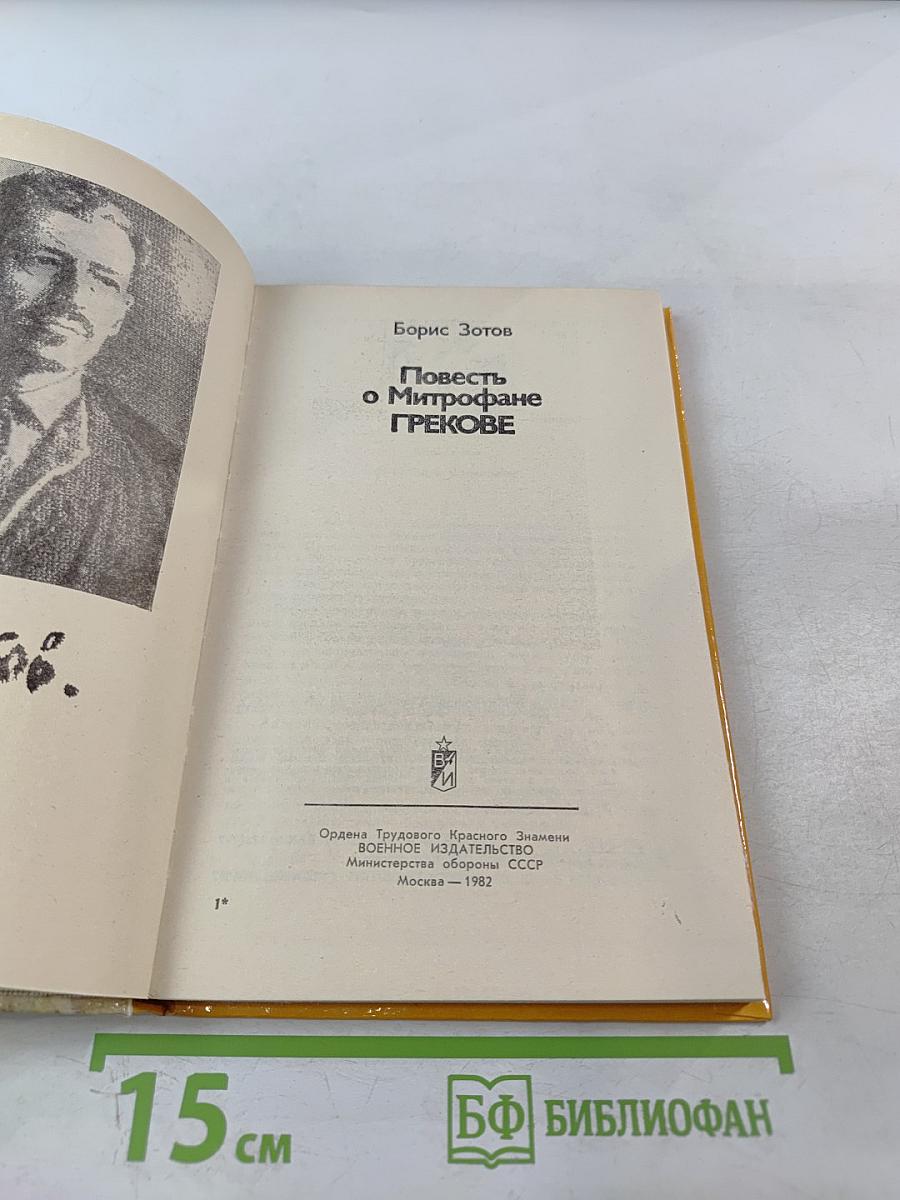 Борис Зотов
Повесть
о Митрофане
ГРЕКОВЕ
ВИ
Ордена Трудового Красного Знамени
ВОЕННОЕ ИЗДАТЕЛЬСТВО
Министерства обороны СССР
Москва — 1982
1*
15 см
БФ БИБЛИОФАН